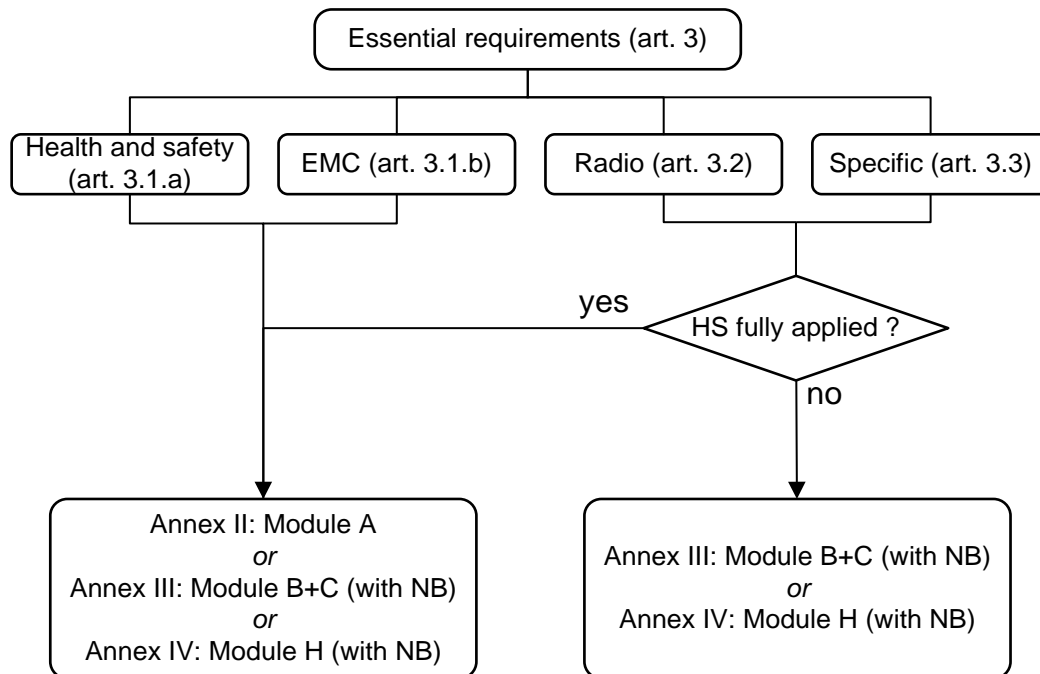 Essential requirements (art. 3)
Health and safety
(art. 3.1.a)
EMC (art. 3.1.b)
Radio (art. 3.2)
Specific (art. 3.3)
yes
HS fully applied ?
no
Annex II: Module A
or
Annex III: Module B+C (with NB)
or
Annex IV: Module H (with NB)
Annex III: Module B+C (with NB)
or
Annex IV: Module H (with NB)